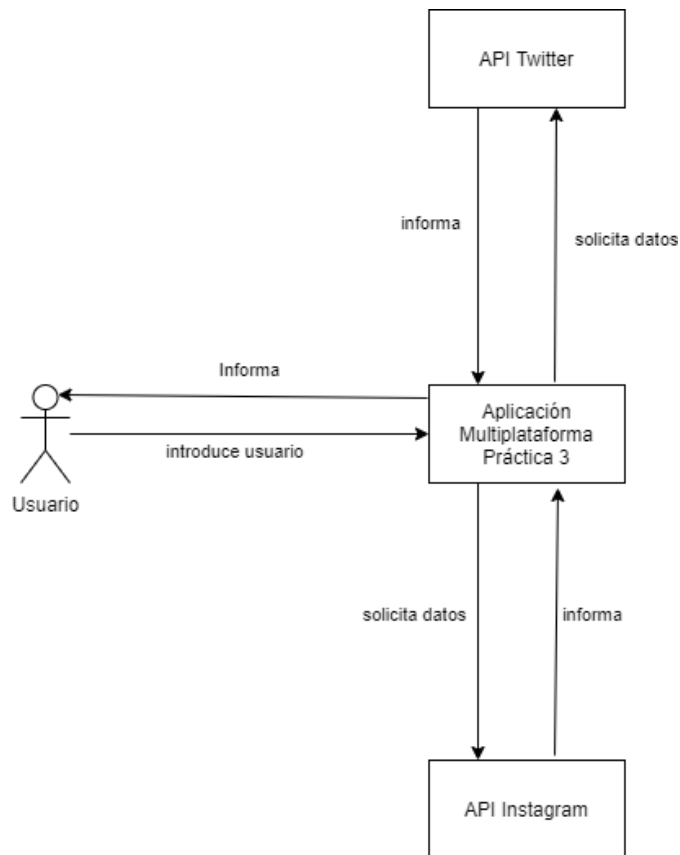 API Twitter
informa
solicita datos
Informa
Aplicación
Multiplataforma
Práctica 3
introduce usuario
Usuario
solicita datos
informa
API Instagram